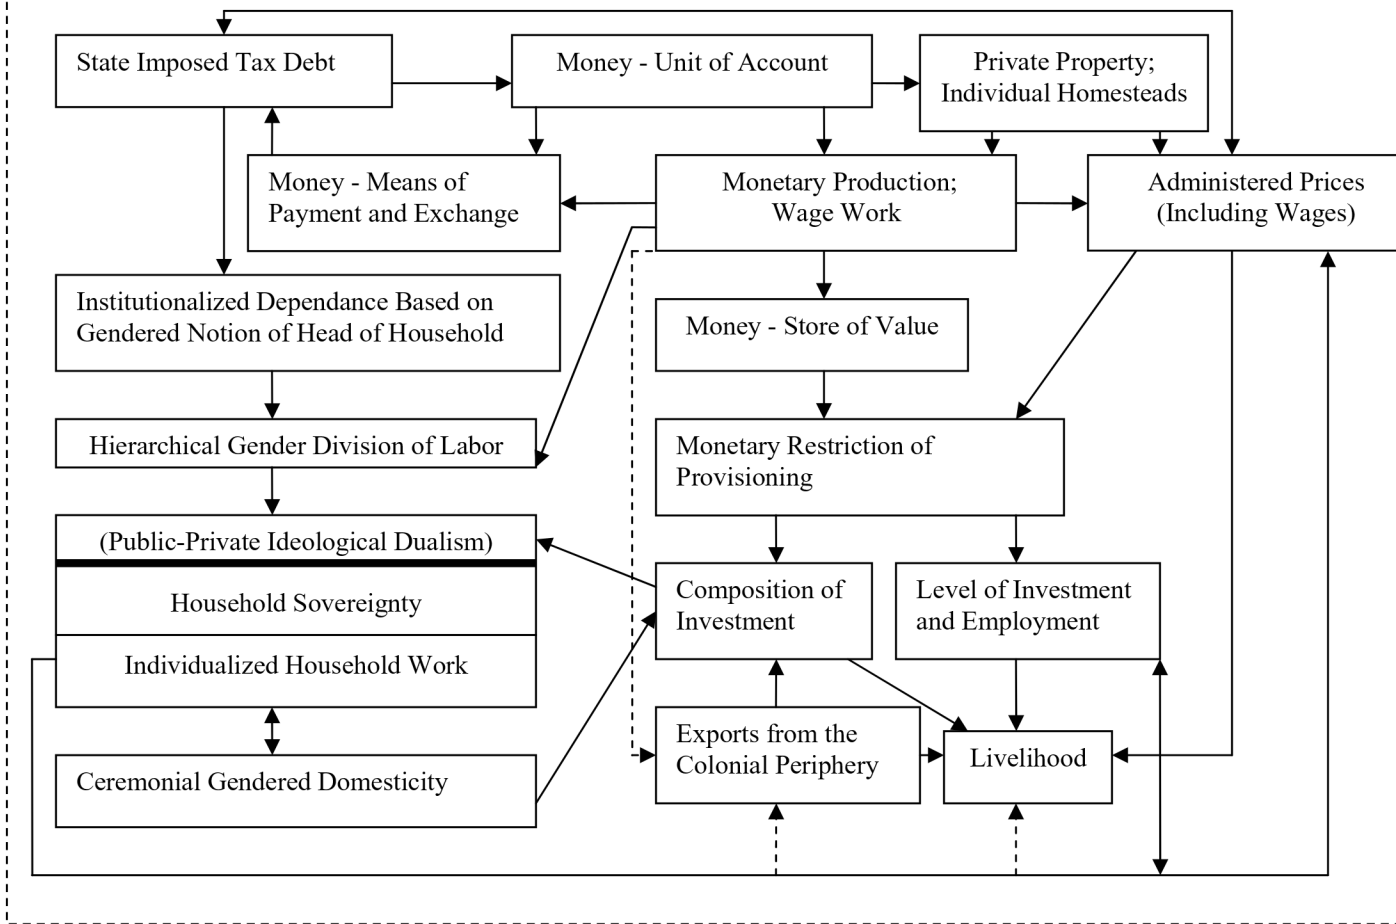 State Imposed Tax Debt
Money - Unit of Account
Private Property;
Individual Homesteads
Money - Means of
Payment and Exchange
Monetary Production;
Wage Work
Administered Prices
(Including Wages)
Institutionalized Dependance Based on
Gendered Notion of Head of Household
Money - Store of Value
Hierarchical Gender Division of Labor
Monetary Restriction of
Provisioning
(Public-Private Ideological Dualism)
Household Sovereignty
Individualized Household Work
Composition of
Investment
Level of Investment
and Employment
Ceremonial Gendered Domesticity
Exports from the
Colonial Periphery
Livelihood